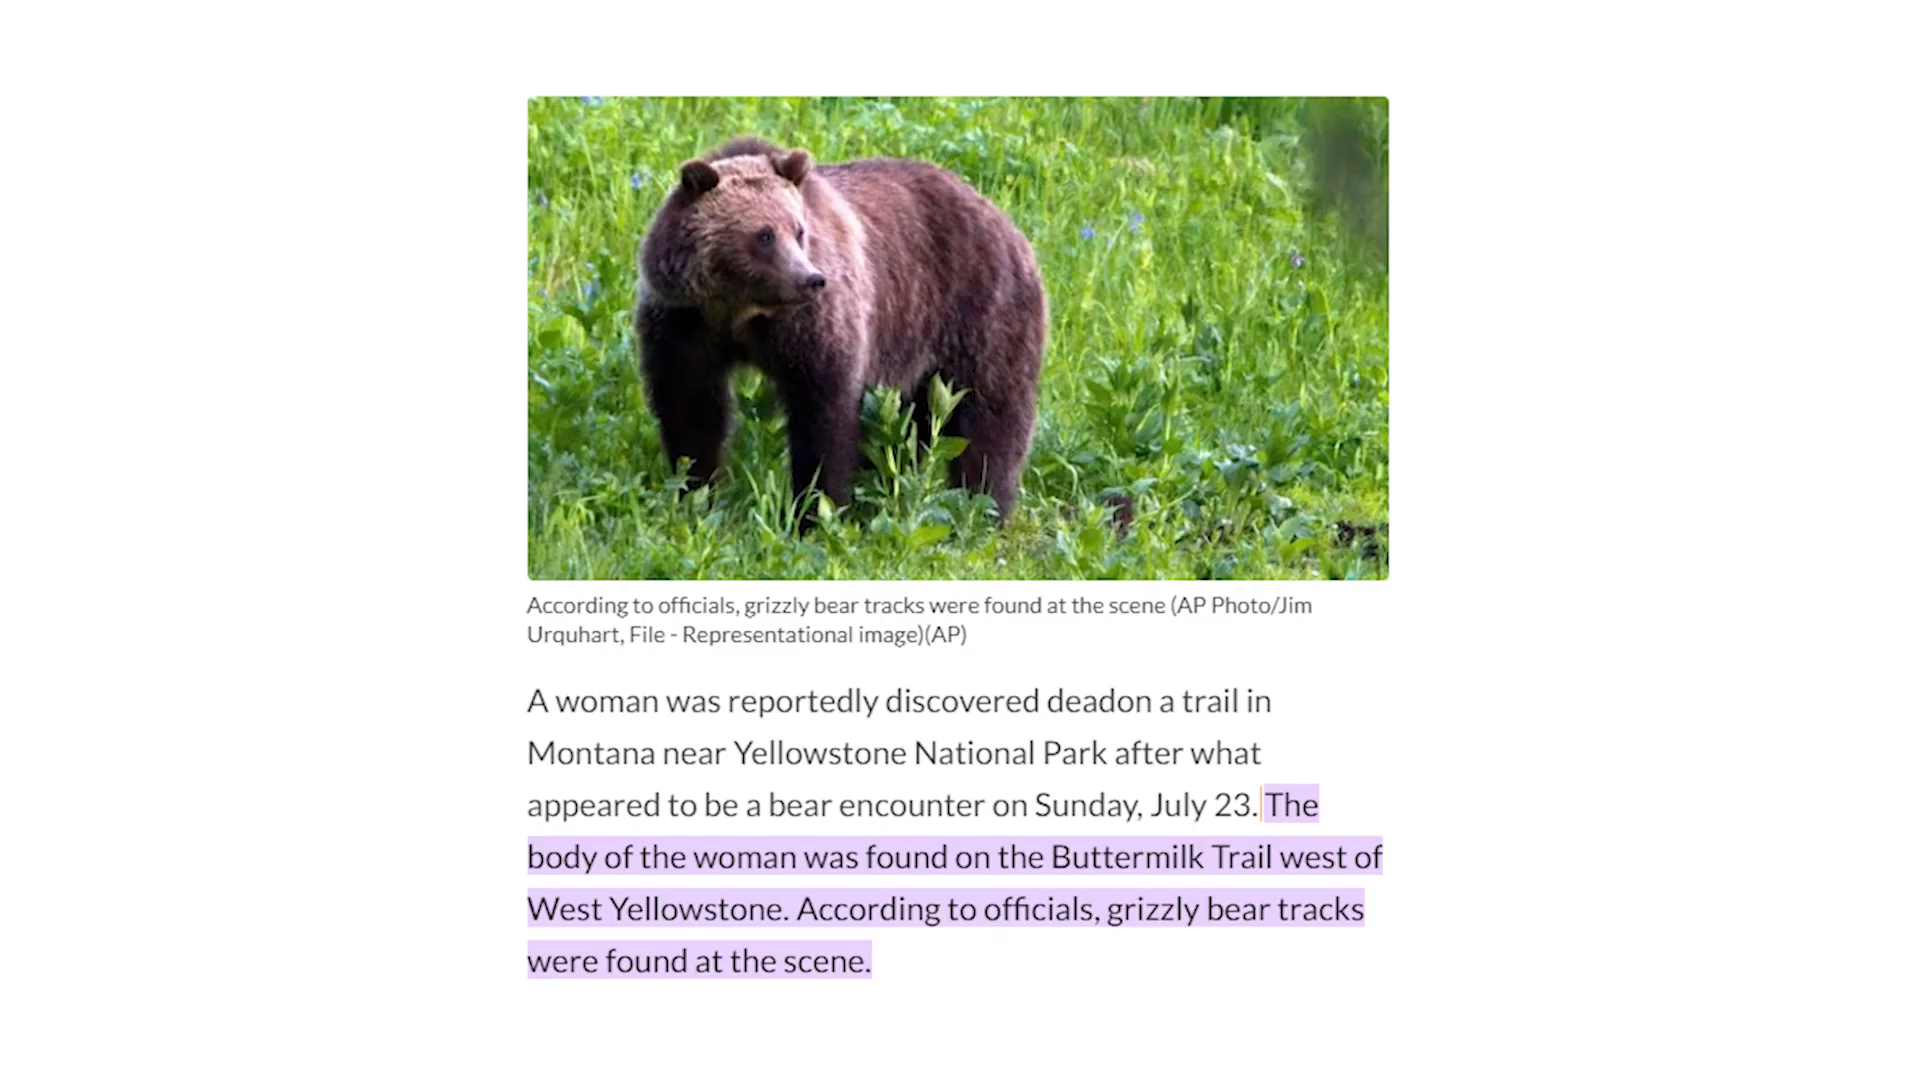 According to officials, grizzly bear tracks were found at the scene (AP Photo/Jim
Urquhart, File - Representational image)(AP)
A woman was reportedly discovered deadon a trail in
Montana near Yellowstone National Park after what
appeared to be a bear encounter on Sunday, July 23. The
body of the woman was found on the Buttermilk Trail west of
West Yellowstone. According to officials, grizzly bear tracks
were found at the scene.